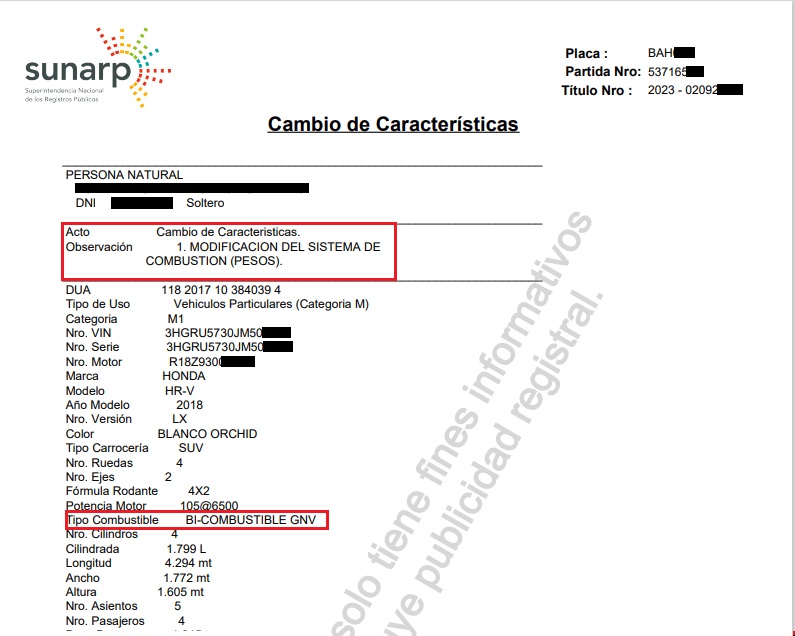 sunarp
Superintendencia Nacional
de los Registros Públicos
Placa : BAH
Partida Nro: 537165
Título Nro : 2023 - 02092
Cambio de Características
PERSONA NATURAL
DNI Soltero
Acto Cambio de Caracteristicas.
Observación 1. MODIFICACION DEL SISTEMA DE
COMBUSTION (PESOS).
DUA 118 2017 10 384039 4
Tipo de Uso Vehiculos Particulares (Categoria M)
Categoria M1
Nro. VIN 3HGRU5730JM50
Nro. Serie 3HGRU5730JM50
Nro. Motor R18Z9300
Marca HONDA
Modelo HR-V
Año Modelo 2018
Nro. Versión LX
Color BLANCO ORCHID
Tipo Carrocería SUV
Nro. Ruedas 4
Nro. Ejes 2
Fórmula Rodante 4X2
Potencia Motor 105@6500
Tipo Combustible BI-COMBUSTIBLE GNV
Nro. Cilindros 4
Cilindrada 1.799 L
Longitud 4.294 mt
Ancho 1.772 mt
Altura 1.605 mt
Nro. Asientos 5
Nro. Pasajeros 4
solo tiene fines informativos
uye publicidad registral.